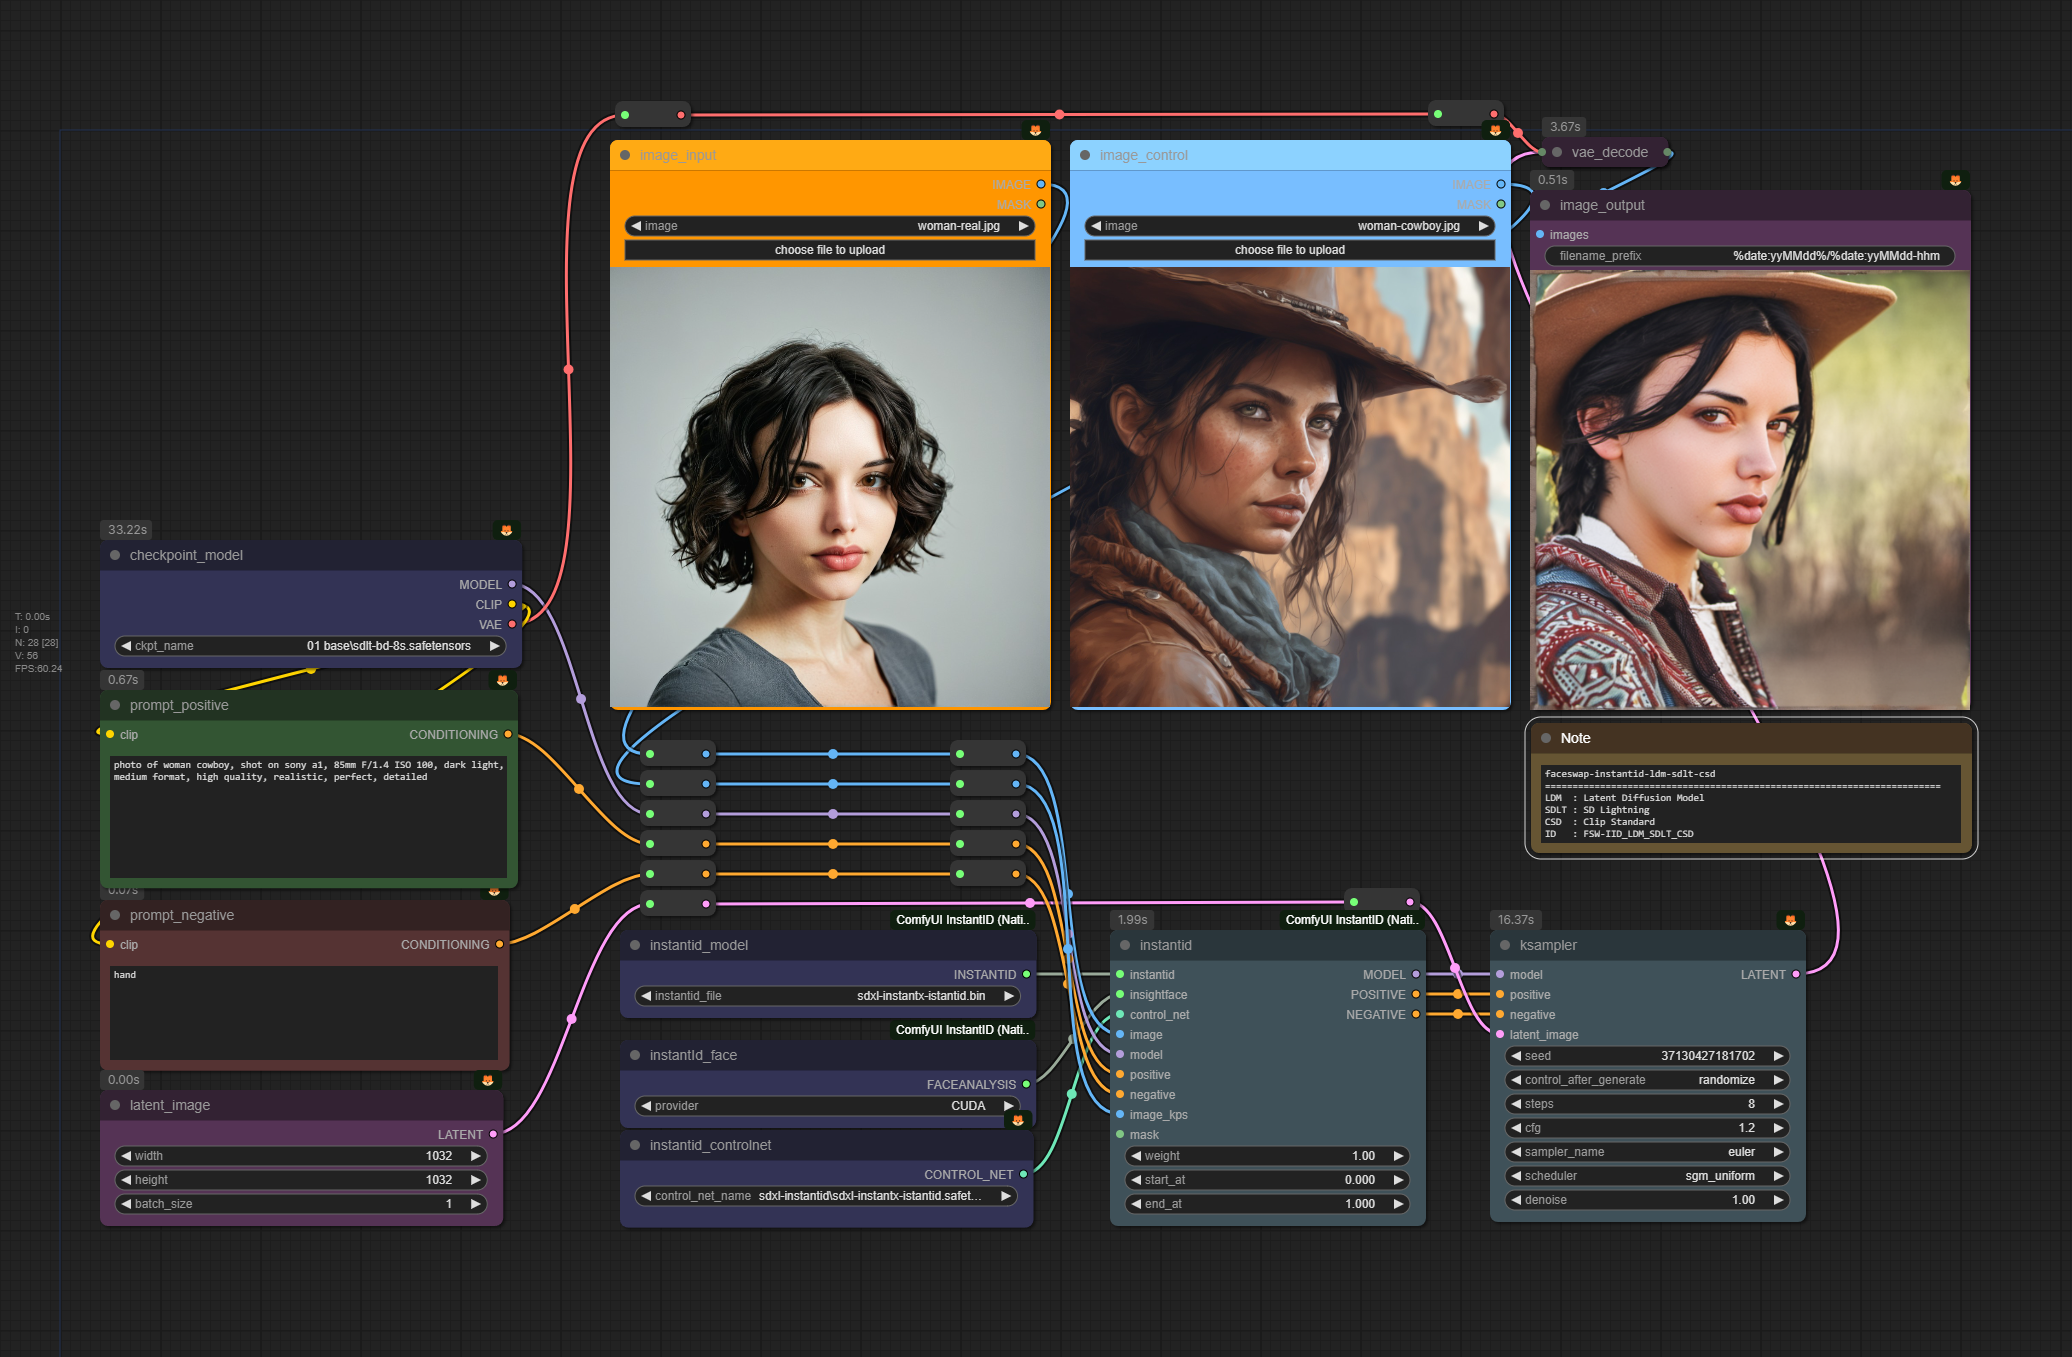 3.67s
vae_decode
image_input
IMAGE
MASK
image woman-real.jpg
choose file to upload
image_control
IMAGE
MASK
image woman-cowboy.jpg
choose file to upload
0.51s
image_output
images
filename_prefix %date:yyMMdd%/%date:yyMMdd-hhm
T: 0.00s
I: 0
N: 28 [28]
V: 56
FPS:60.24
33.22s
checkpoint_model
MODEL
CLIP
VAE
ckpt_name 01 base\sdlt-bd-8s.safetensors
0.67s
prompt_positive
clip CONDITIONING
photo of woman cowboy, shot on sony a1, 85mm F/1.4 ISO 100, dark light,
medium format, high quality, realistic, perfect, detailed
0.07s
prompt_negative
clip CONDITIONING
hand
0.00s
latent_image
LATENT
width 1032
height 1032
batch_size 1
ComfyUI InstantID (Nati..
instantid_model
INSTANTID
instantid_file sdxl-instantx-istantid.bin
ComfyUI InstantID (Nati..
instantId_face
FACEANALYSIS
provider CUDA
instantid_controlnet
CONTROL_NET
control_net_name sdxl-instantid\sdxl-instantx-istantid.safet...
1.99s
ComfyUI InstantID (Nati..
instantid
instantid MODEL
insightface POSITIVE
control_net NEGATIVE
image
model
positive
negative
image_kps
mask
weight 1.00
start_at 0.000
end_at 1.000
Note
faceswap-instantid-ldm-sdlt-csd
========================================================================
LDM : Latent Diffusion Model
SDLT : SD Lightning
CSD : Clip Standard
ID : FSW-IID_LDM_SDLT_CSD
16.37s
ksampler
model LATENT
positive
negative
latent_image
seed 37130427181702
control_after_generate randomize
steps 8
cfg 1.2
sampler_name euler
scheduler sgm_uniform
denoise 1.00